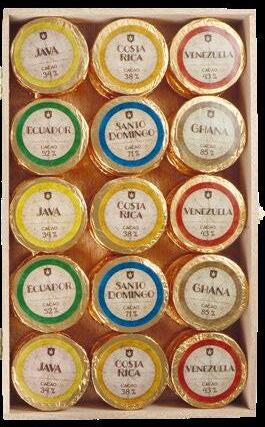 JAVA
CACAO
34%
COSTA
RICA
CACAO
38%
VENEZUELA
CACAO
43%
ECUADOR
CACAO
52%
SANTO
DOMINGO
CACAO
71%
GHANA
CACAO
85%
JAVA
CACAO
34%
COSTA
RICA
CACAO
38%
VENEZUELA
CACAO
43%
ECUADOR
CACAO
52%
SANTO
DOMINGO
CACAO
71%
GHANA
CACAO
85%
JAVA
CACAO
34%
COSTA
RICA
CACAO
38%
VENEZUELA
CACAO
43%